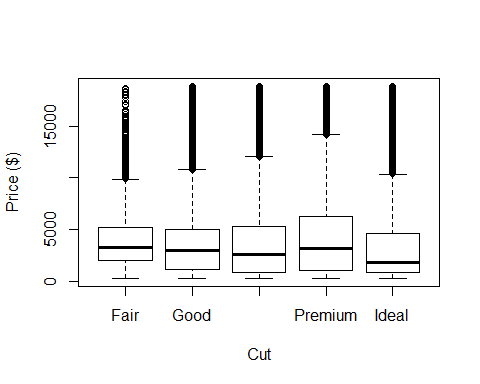 Price ($)
15000
5000
0
Fair Good Premium Ideal
Cut